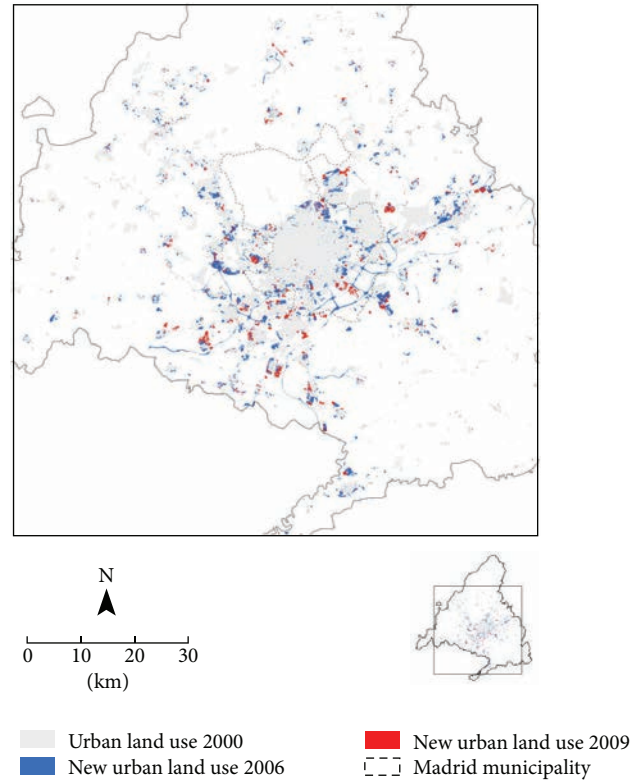 N
0 10 20 30
(km)
Urban land use 2000
New urban land use 2006
New urban land use 2009
Madrid municipality